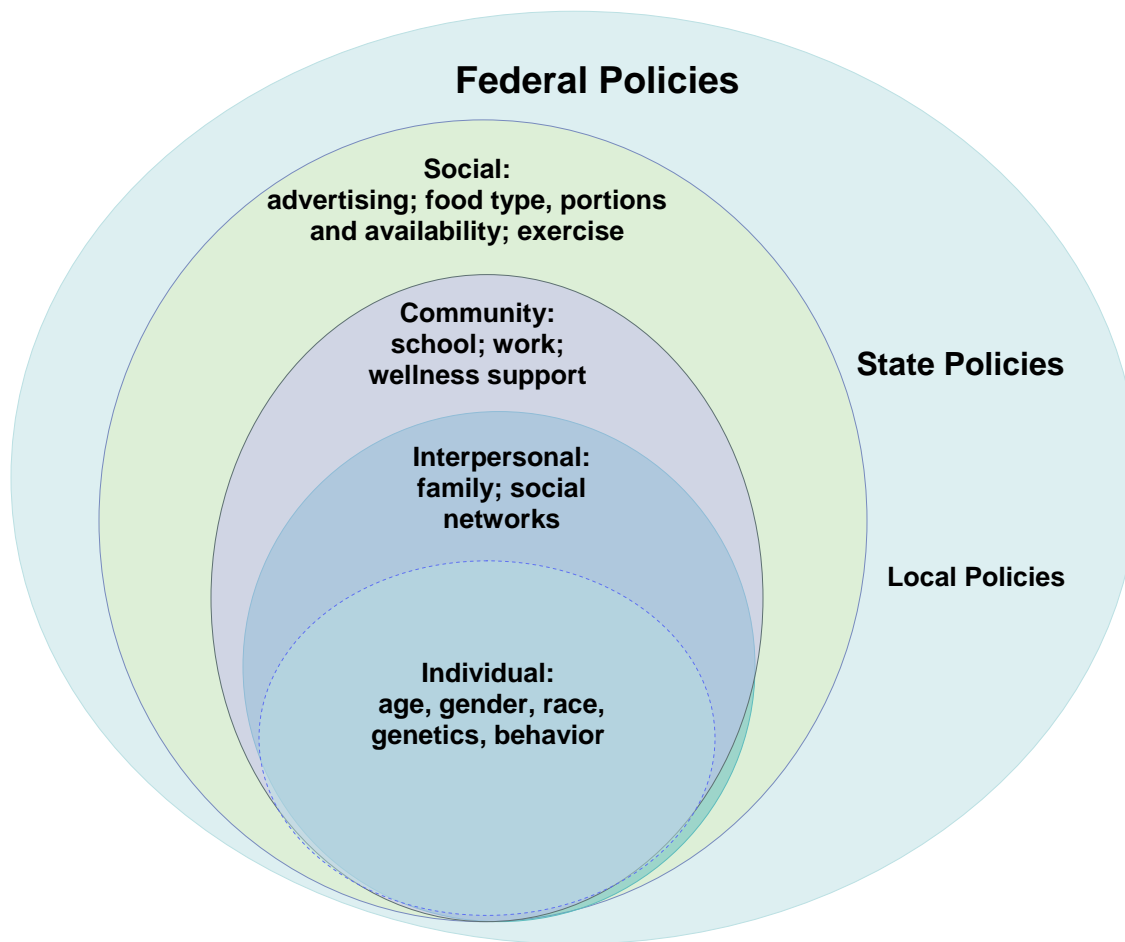 Federal Policies
Social:
advertising; food type, portions
and availability; exercise
Community:
school; work;
wellness support
State Policies
Interpersonal:
family; social
networks
Local Policies
Individual:
age, gender, race,
genetics, behavior